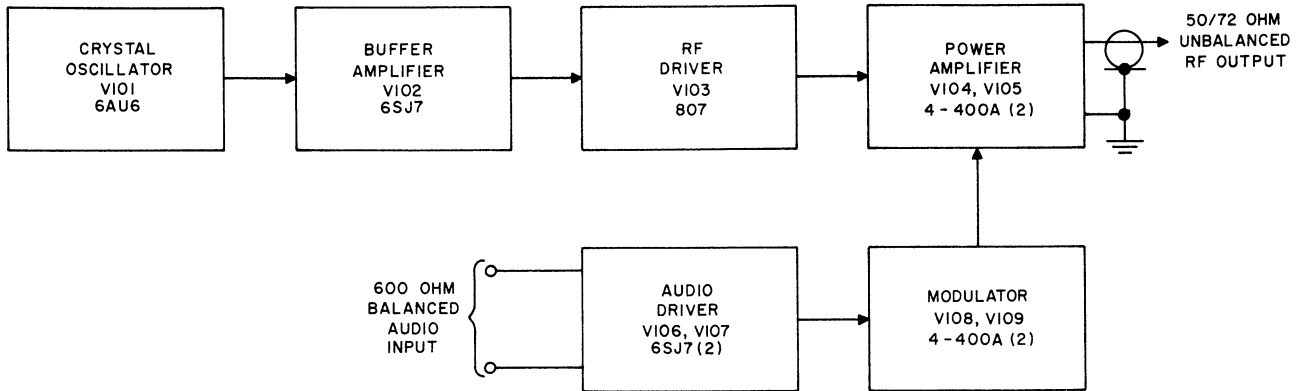 CRYSTAL
OSCILLATOR
V101
6AU6
BUFFER
AMPLIFIER
V102
6SJ7
RF
DRIVER
V103
807
POWER
AMPLIFIER
V104, V105
4-400A (2)
50/72 OHM
UNBALANCED
RF OUTPUT
600 OHM
BALANCED
AUDIO
INPUT
AUDIO
DRIVER
V106, V107
6SJ7 (2)
MODULATOR
V108, V109
4-400A (2)